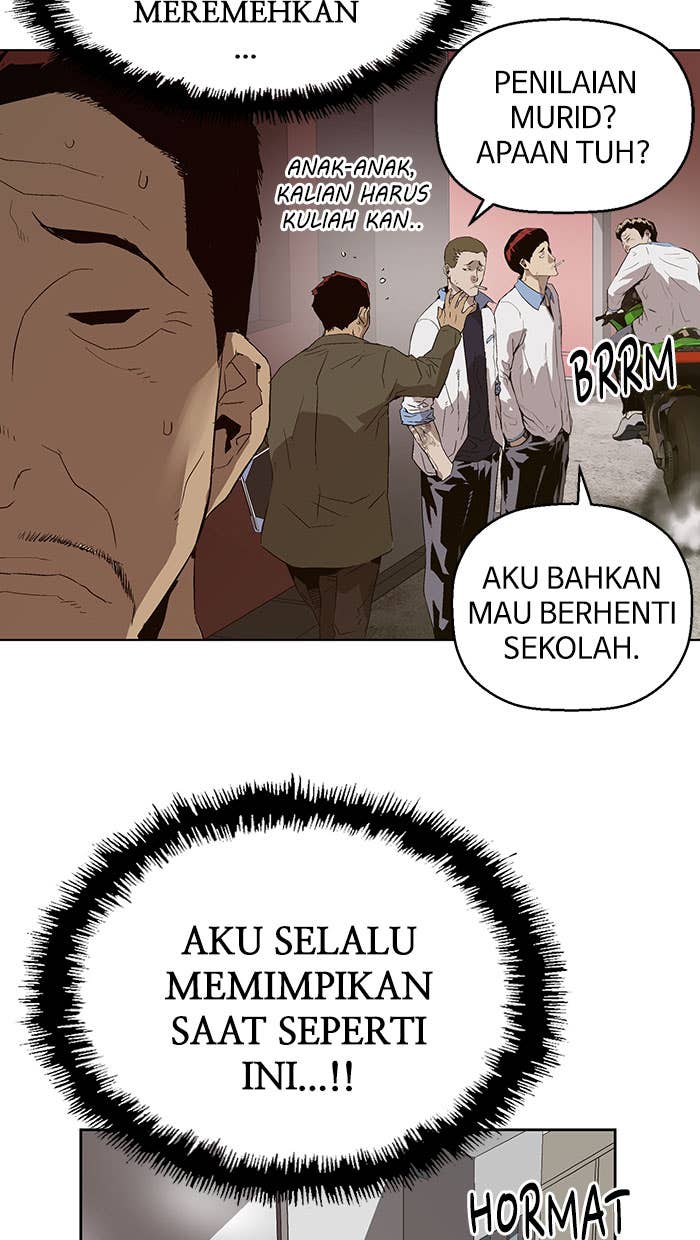 MEREMEHKAN
...
PENILAIAN
MURID?
APAAN TUH?
ANAK-ANAK,
KALIAN HARUS
KULIAH KAN..
BRRM
AKU BAHKAN
MAU BERHENTI
SEKOLAH.
AKU SELALU
MEMIMPIKAN
SAAT SEPERTI
INI...!!
HORMAT